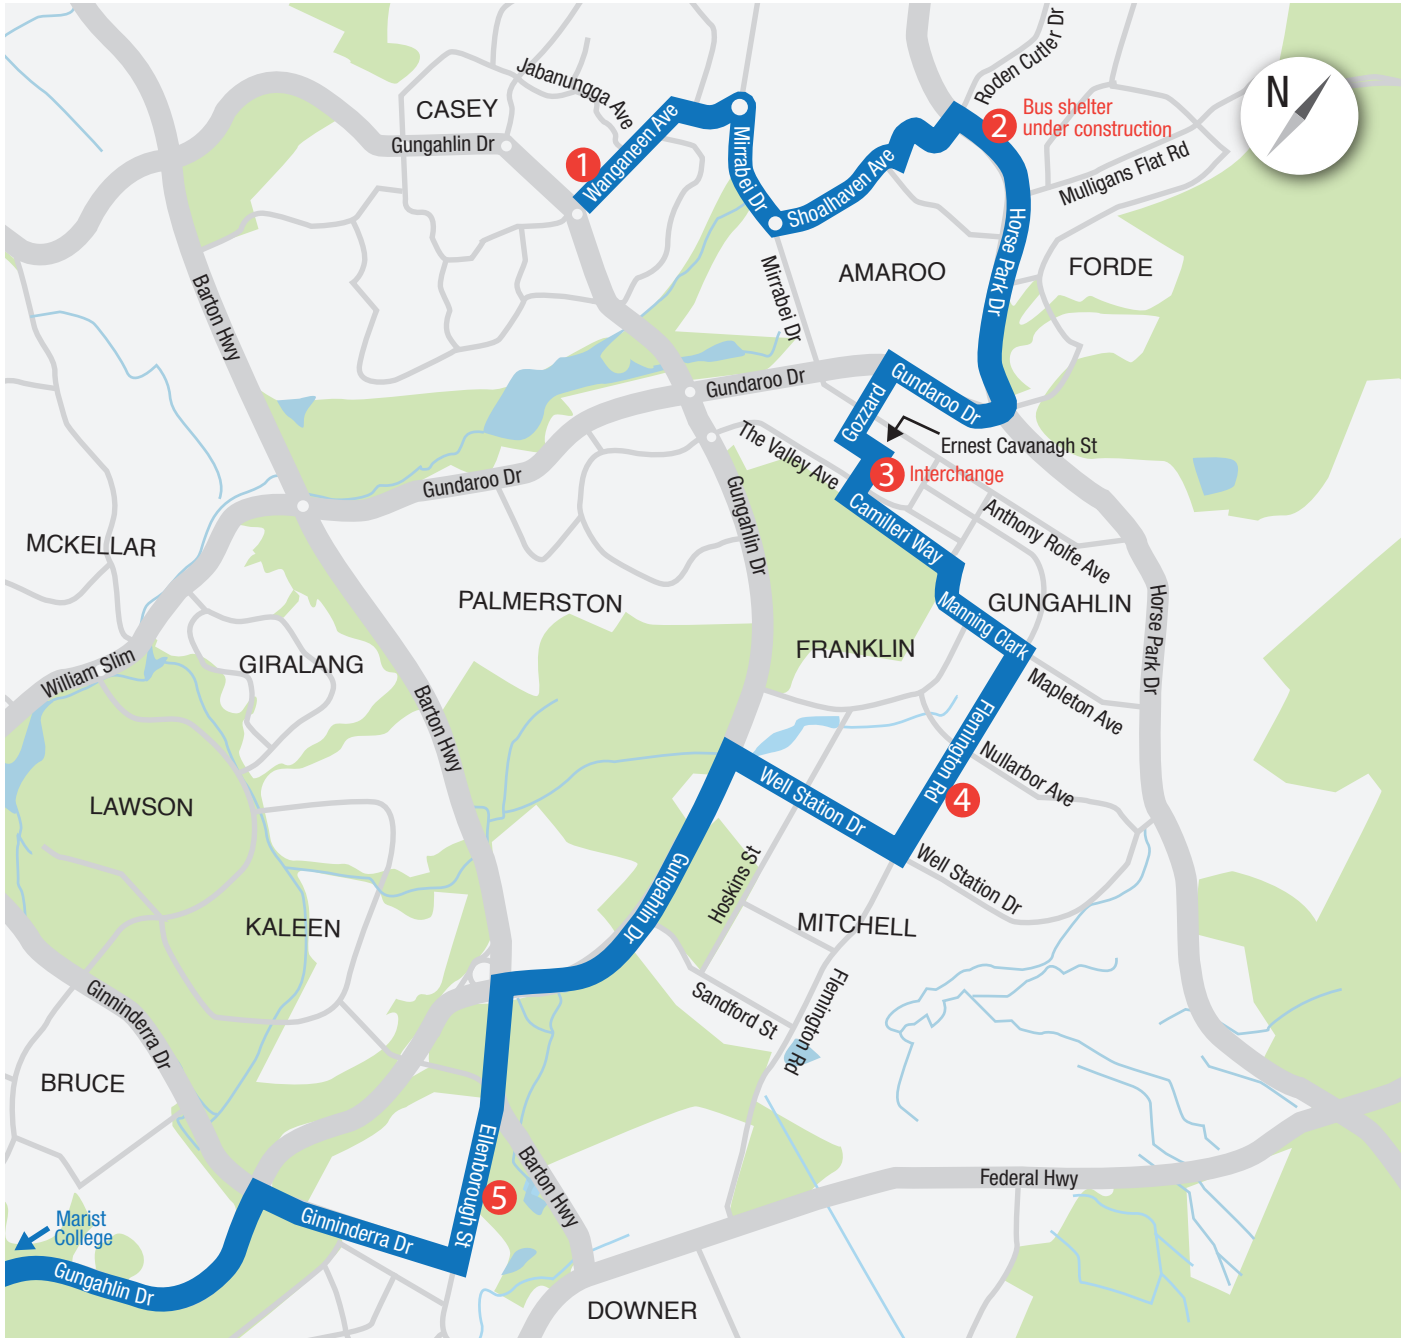 Roden Cutler Dr
N
Jabanungga Ave
CASEY
Gungahlin Dr
1
Wanganeen Ave
Mirrabei Dr
2
Bus shelter
under construction
Mulligans Flat Rd
Shoalhaven Ave
Horse Park Dr
AMAROO
FORDE
Mirrabei Dr
Barton Hwy
Gundaroo Dr
Gundaroo Dr
Gozzard
Ernest Cavanagh St
The Valley Ave
3
Interchange
Gundaroo Dr
Gungahlin Dr
Camilleri Way
Anthony Rolfe Ave
MCKELLAR
PALMERSTON
Manning Clark
GUNGAHLIN
Horse Park Dr
FRANKLIN
GIRALANG
William Slim
Mapleton Ave
Barton Hwy
Flemington Rd
Nullarbor Ave
LAWSON
Well Station Dr
4
Well Station Dr
Gungahlin Dr
Hoskins St
KALEEN
MITCHELL
Ginninderra Dr
Sandford St
Flemington Rd
BRUCE
Ellenborough St
5
Barton Hwy
Federal Hwy
Marist
College
Ginninderra Dr
Gungahlin Dr
DOWNER